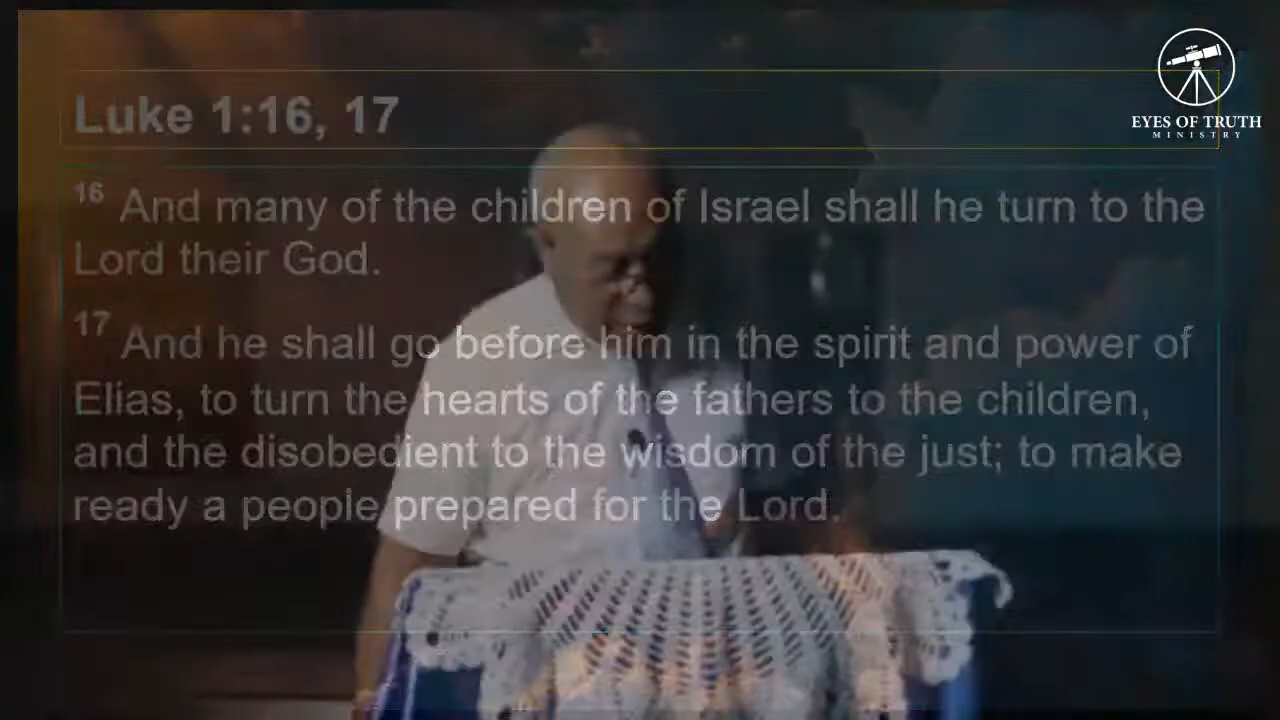 EYES OF TRUTH
MINISTRY
Luke 1:16, 17
16 And many of the children of Israel shall he turn to the
Lord their God.
17 And he shall go before him in the spirit and power of
Elias, to turn the hearts of the fathers to the children,
and the disobedient to the wisdom of the just; to make
ready a people prepared for the Lord.